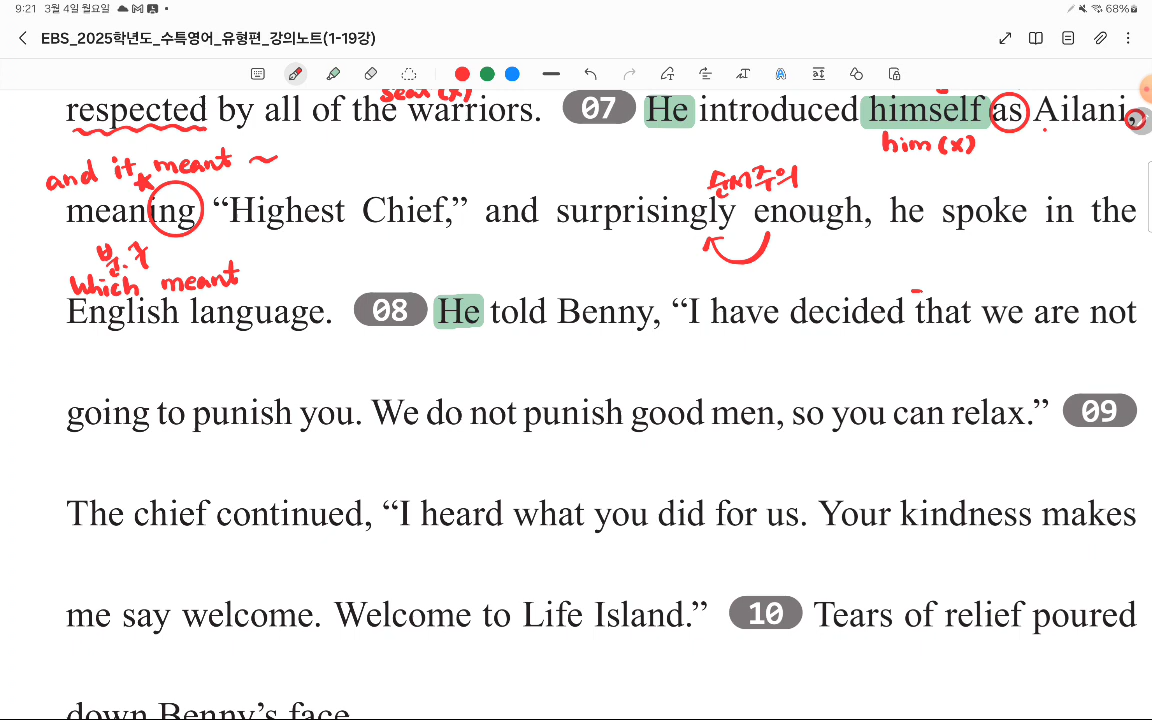 9:21 3월 4일 월요일 68%
EBS_2025학년도_수특영어_유형편_강의노트(1-19강)
seem (x)
respected by all of the warriors. 07 He introduced himself as Ailani,
him (x)
and it meant ~
순서주의
meaning “Highest Chief,” and surprisingly enough, he spoke in the
분.구
which meant
English language. 08 He told Benny, “I have decided that we are not
going to punish you. We do not punish good men, so you can relax.” 09
The chief continued, “I heard what you did for us. Your kindness makes
me say welcome. Welcome to Life Island.” 10 Tears of relief poured
down Benny’s face.